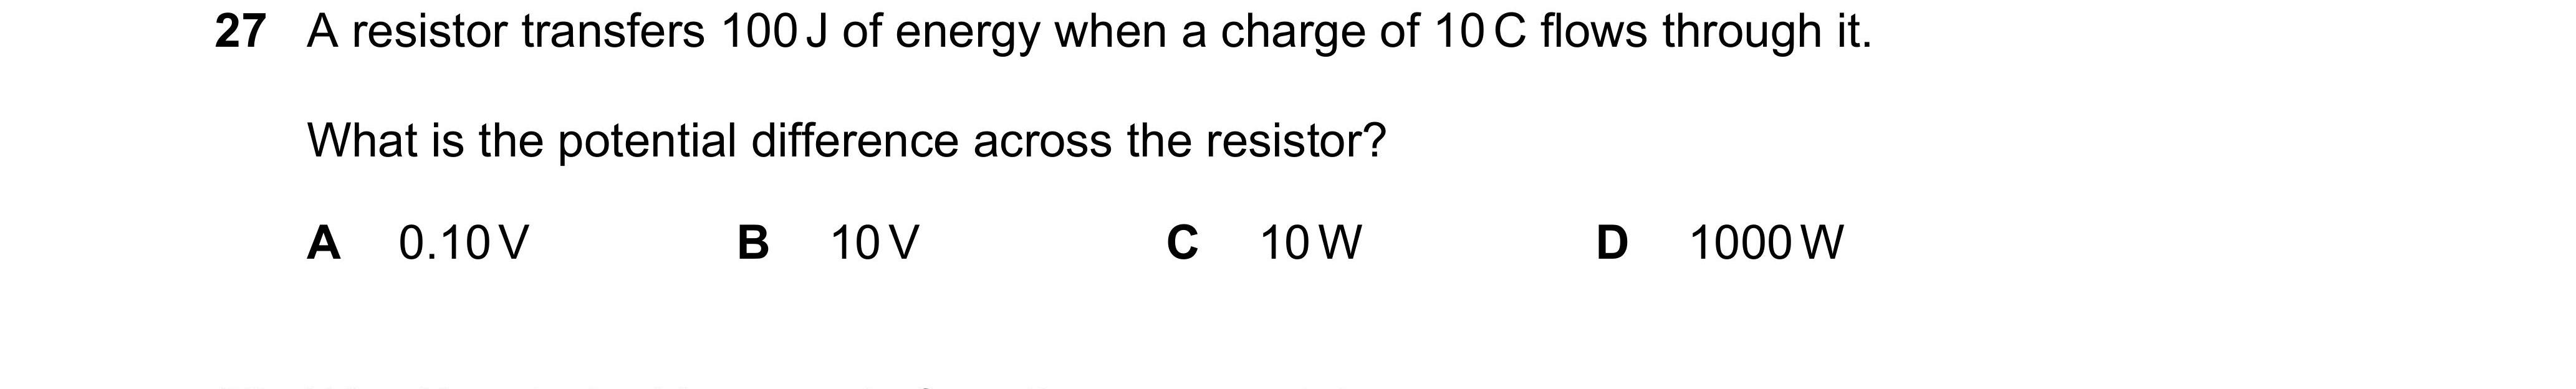 27 A resistor transfers 100 J of energy when a charge of 10 C flows through it.
What is the potential difference across the resistor?
A 0.10 V B 10 V C 10 W D 1000 W